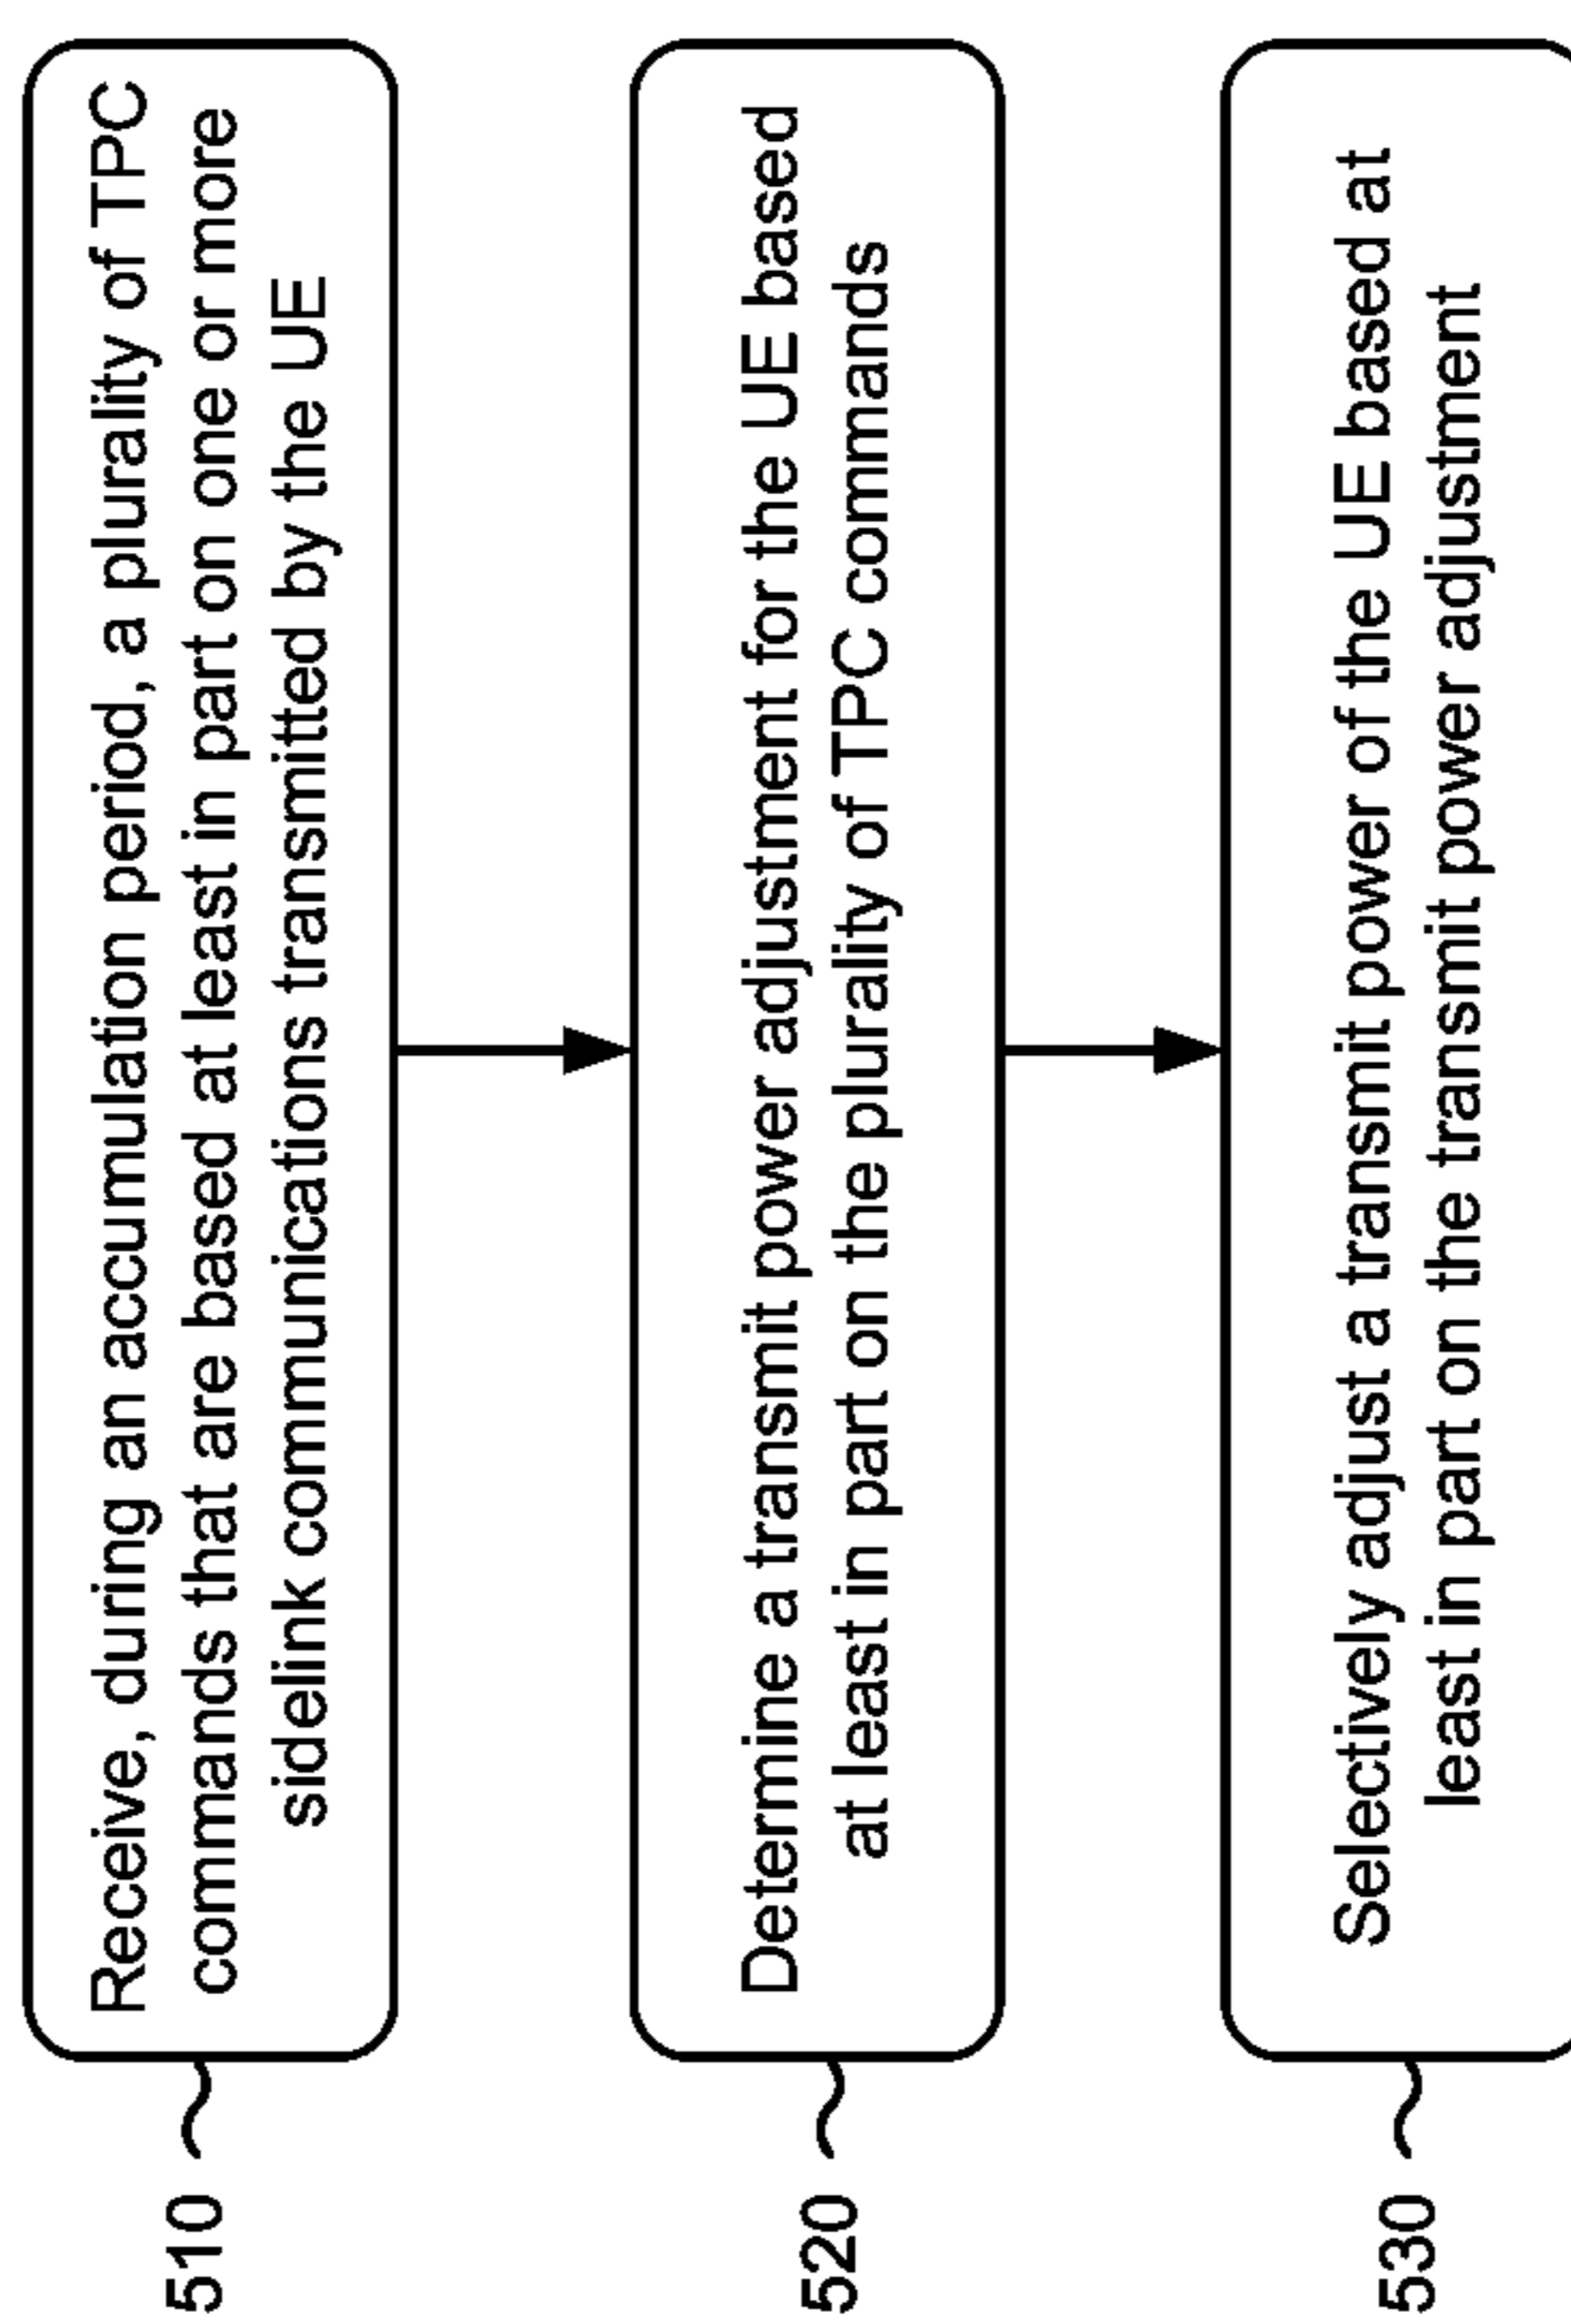 510
Receive, during an accumulation period, a plurality of TPC
commands that are based at least in part on one or more
sidelink communications transmitted by the UE
520
Determine a transmit power adjustment for the UE based
at least in part on the plurality of TPC commands
530
Selectively adjust a transmit power of the UE based at
least in part on the transmit power adjustment